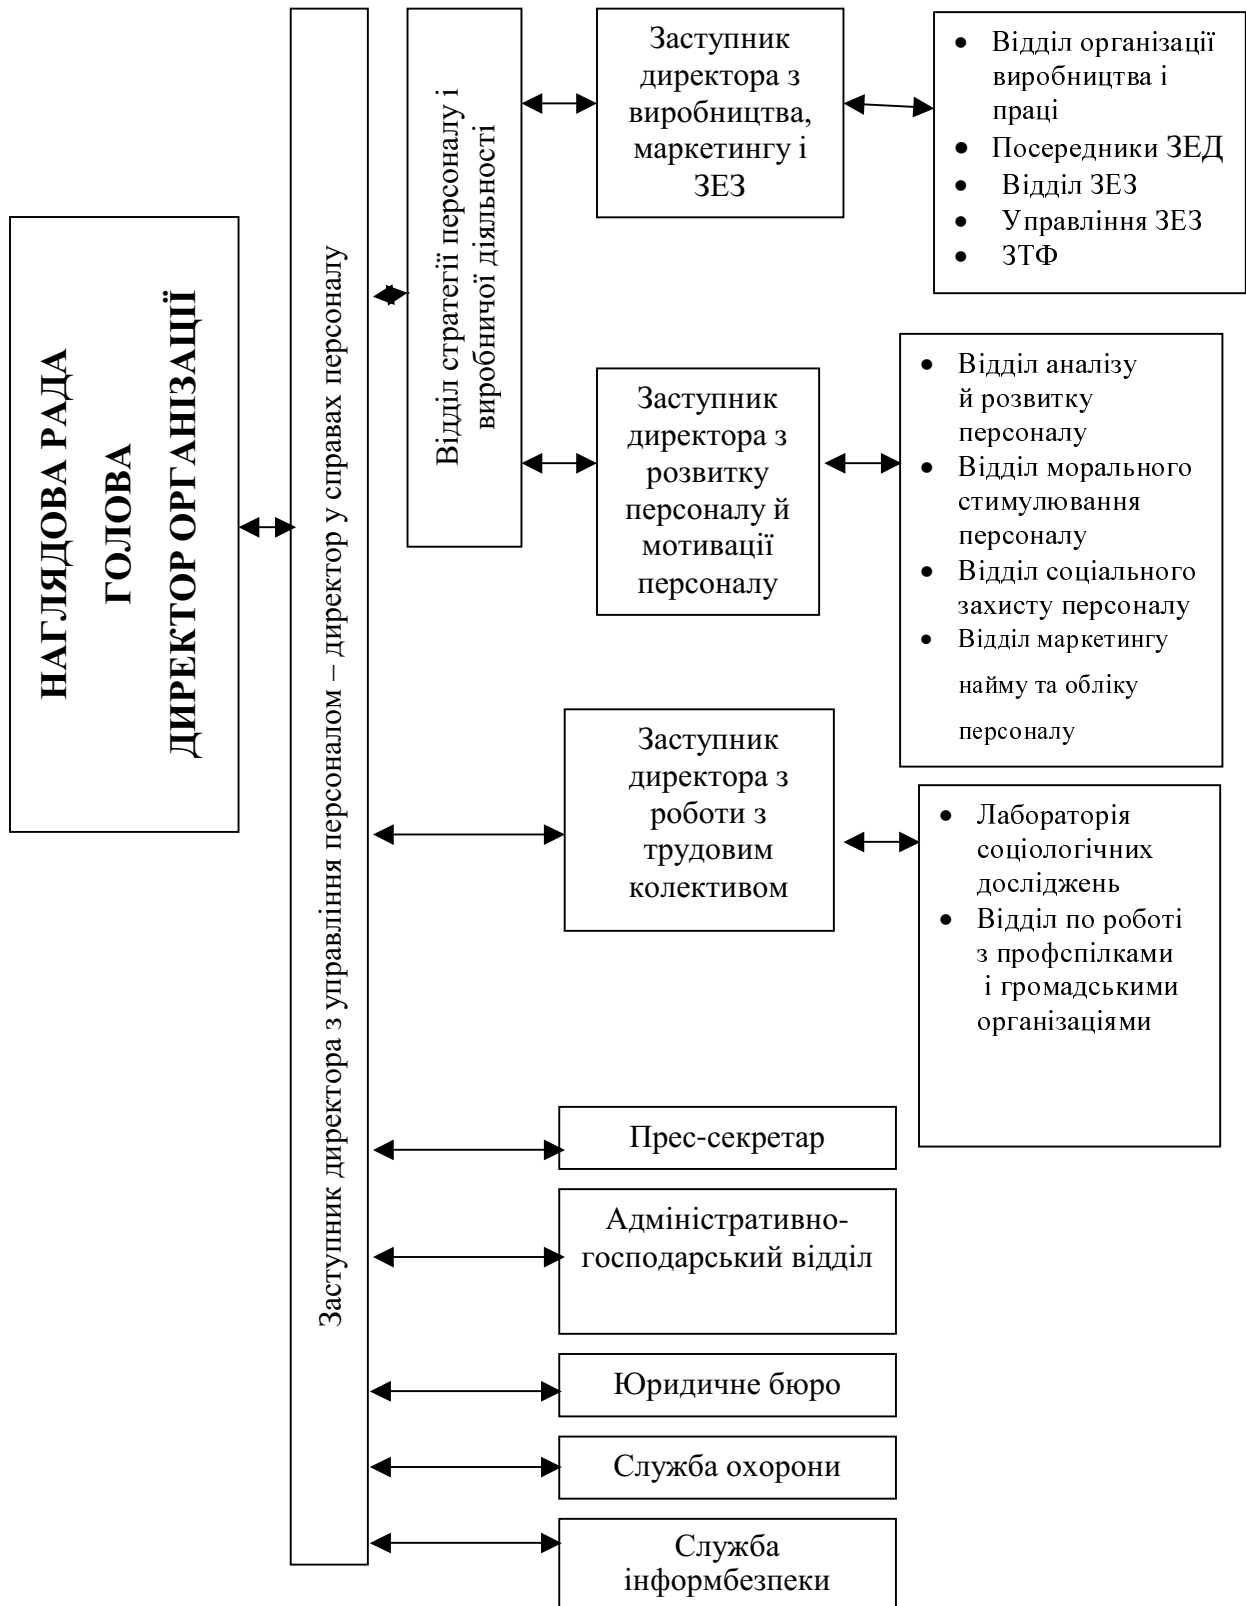 НАГЛЯДОВА РАДА
ГОЛОВА
ДИРЕКТОР ОРГАНІЗАЦІЇ
Заступник директора з управління персоналом – директор у справах персоналу
Відділ стратегії персоналу і
виробничої діяльності
Заступник
директора з
виробництва,
маркетингу і
ЗЕЗ
• Відділ організації
виробництва і
праці
• Посередники ЗЕД
• Відділ ЗЕЗ
• Управління ЗЕЗ
• ЗТФ
Заступник
директора з
розвитку
персоналу й
мотивації
персоналу
• Відділ аналізу
й розвитку
персоналу
• Відділ морального
стимулювання
персоналу
• Відділ соціального
захисту персоналу
• Відділ маркетингу
найму та обліку
персоналу
Заступник
директора з
роботи з
трудовим
колективом
• Лабораторія
соціологічних
досліджень
• Відділ по роботі
з профспілками
і громадськими
організаціями
Прес-секретар
Адміністративно-
господарський відділ
Юридичне бюро
Служба охорони
Служба
інформбезпеки